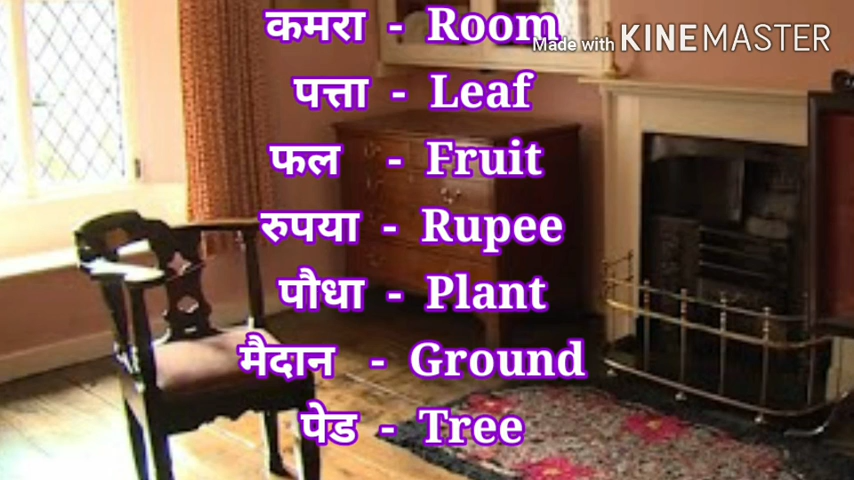 कमरा - Room
Made with KINEMASTER
पत्ता - Leaf
फल - Fruit
रुपया - Rupee
पौधा - Plant
मैदान - Ground
पेड - Tree